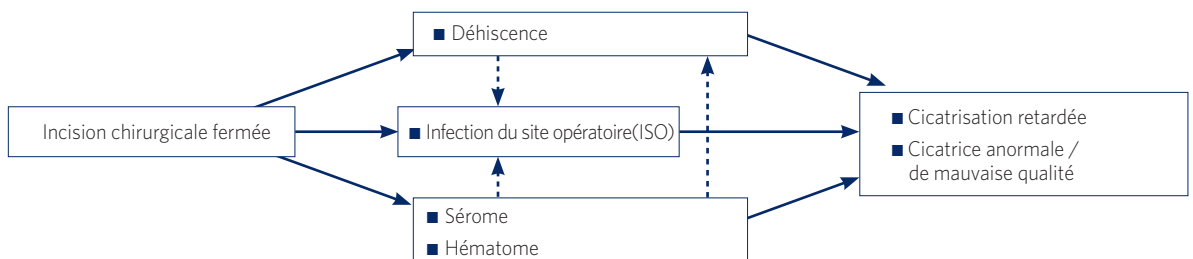 ■ Déhiscence
Incision chirurgicale fermée
■ Infection du site opératoire(ISO)
■ Cicatrisation retardée
■ Cicatrice anormale /
de mauvaise qualité
■ Sérome
■ Hématome